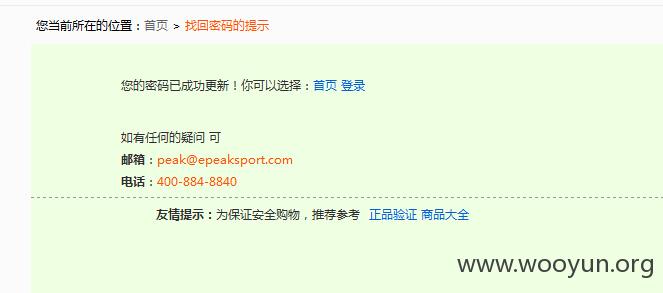 您当前所在的位置：首页 > 找回密码的提示
您的密码已成功更新！你可以选择：首页 登录
如有任何的疑问 可
邮箱：peak@epeaksport.com
电话：400-884-8840
友情提示：为保证安全购物，推荐参考 正品验证 商品大全
www.wooyun.org